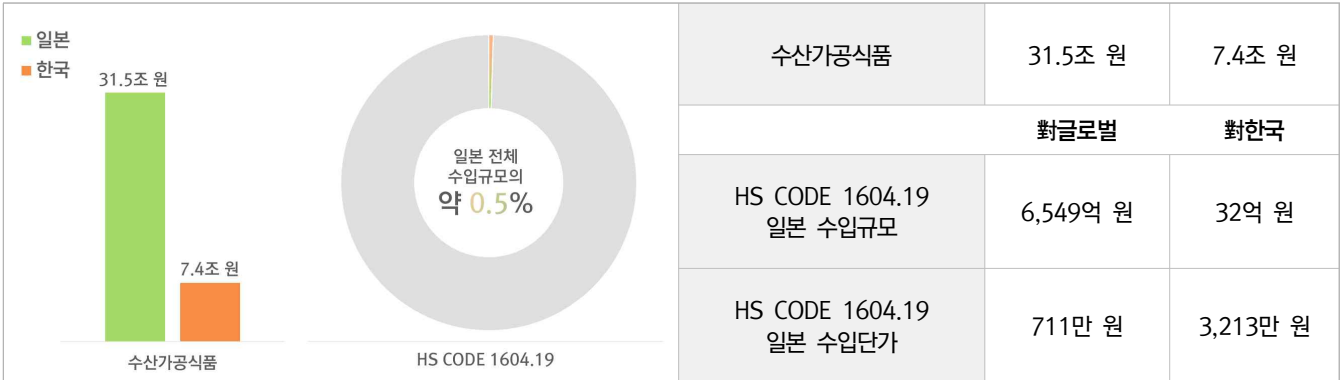 일본
한국
31.5조 원
7.4조 원
수산가공식품
일본 전체
수입규모의
약 0.5%
HS CODE 1604.19
수산가공식품 31.5조 원 7.4조 원
對글로벌 對한국
HS CODE 1604.19
일본 수입규모
6,549억 원 32억 원
HS CODE 1604.19
일본 수입단가
711만 원 3,213만 원